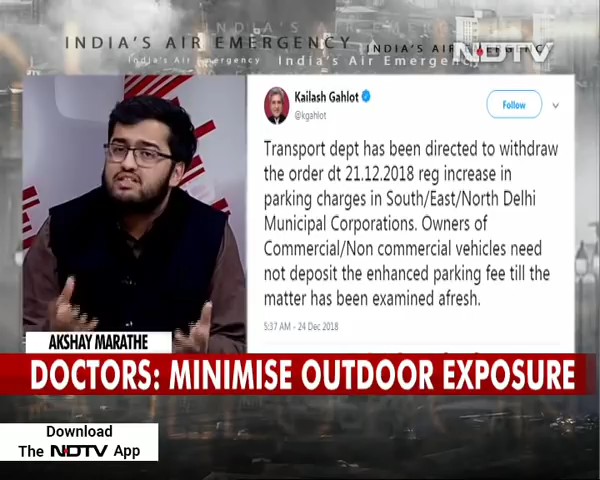 INDIA'S AIR EMERGENCY
INDIA'S AIR EMERGENCY
NDTV
India's Air Emergency
India's Air Emergency
Kailash Gahlot
@kgahlot
Follow
Transport dept has been directed to withdraw
the order dt 21.12.2018 reg increase in
parking charges in South/East/North Delhi
Municipal Corporations. Owners of
Commercial/Non commercial vehicles need
not deposit the enhanced parking fee till the
matter has been examined afresh.
5:37 AM - 24 Dec 2018
AKSHAY MARATHE
DOCTORS: MINIMISE OUTDOOR EXPOSURE
Download
The NDTV App